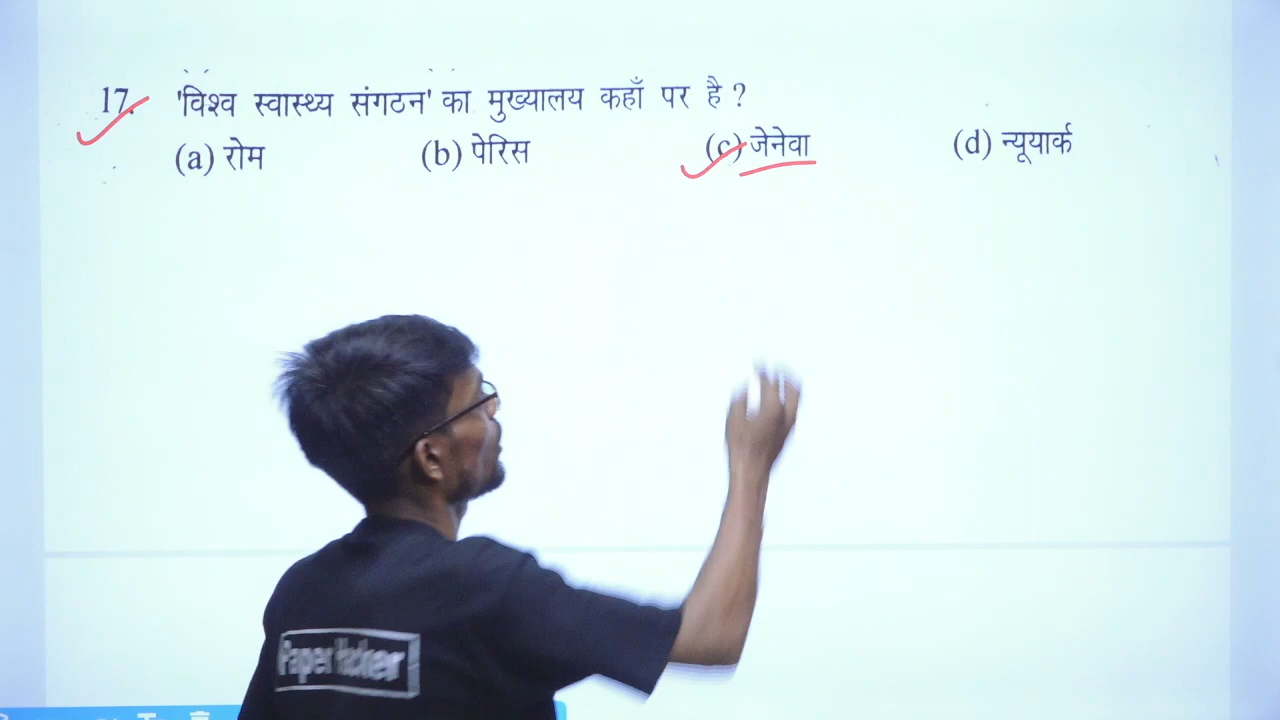 17. 'विश्व स्वास्थ्य संगठन' का मुख्यालय कहाँ पर है ?
(a) रोम (b) पेरिस (c) जेनेवा (d) न्यूयार्क
Paper Hacker